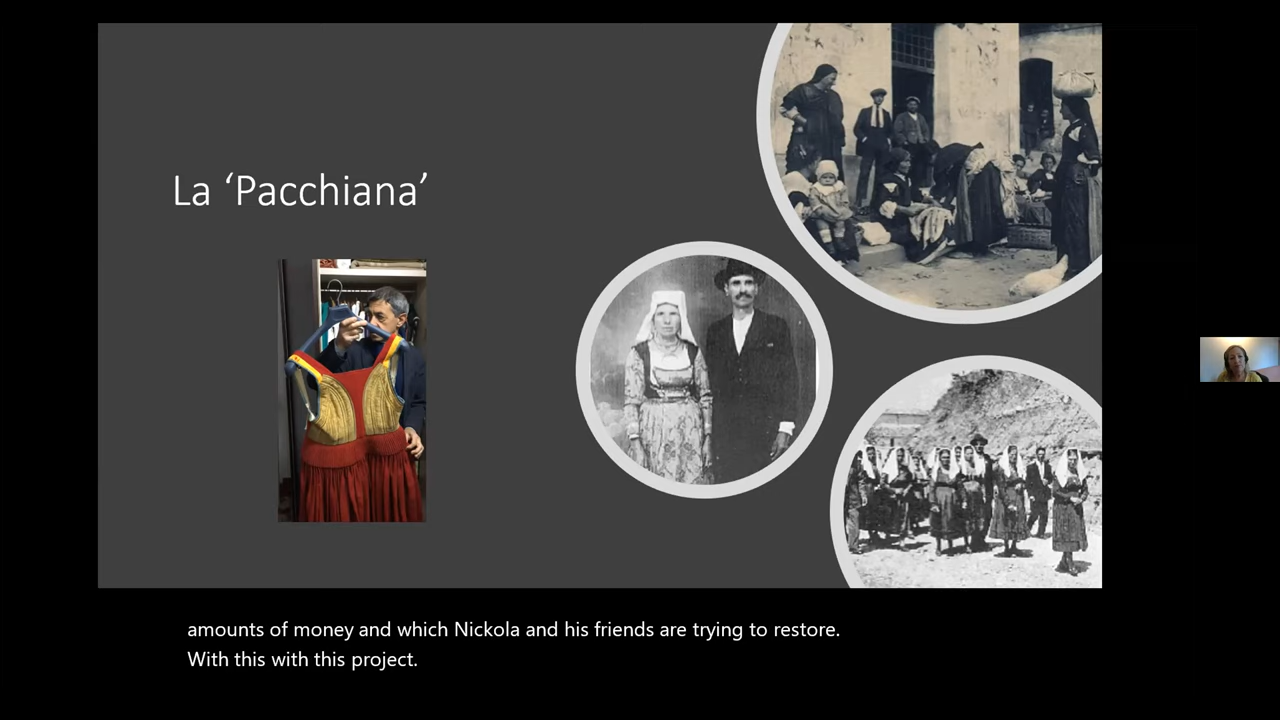 La ‘Pacchiana’
amounts of money and which Nickola and his friends are trying to restore.
With this with this project.